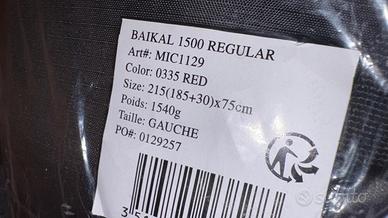 BAIKAL 1500 REGULAR
Art#: MIC1129
Color: 0335 RED
Size: 215(185+30)x75cm
Poids: 1540g
Taille: GAUCHE
PO#: 0129257
subito